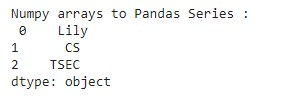 Numpy arrays to Pandas Series :
 0    Lily
1      CS
2    TSEC
dtype: object